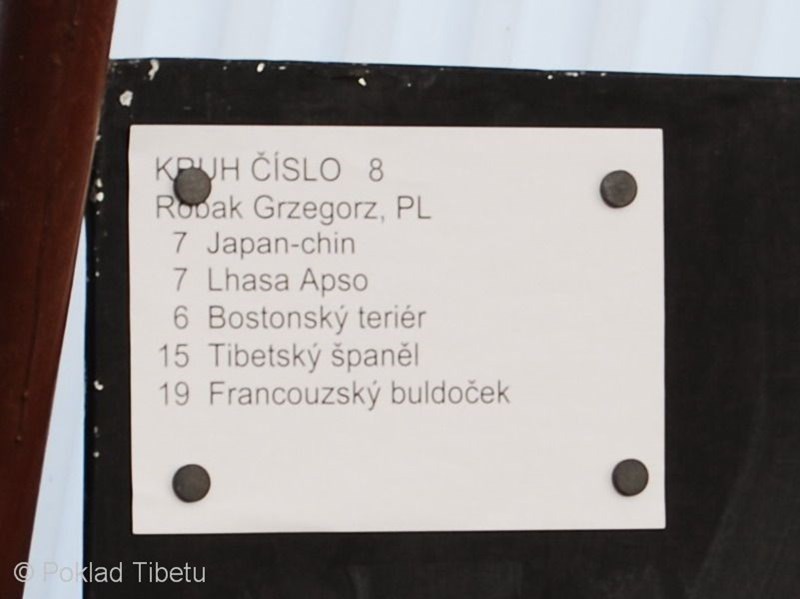 KRUH ČÍSLO 8
Robak Grzegorz, PL
7 Japan-chin
7 Lhasa Apso
6 Bostonský teriér
15 Tibetský španěl
19 Francouzský buldoček
© Poklad Tibetu